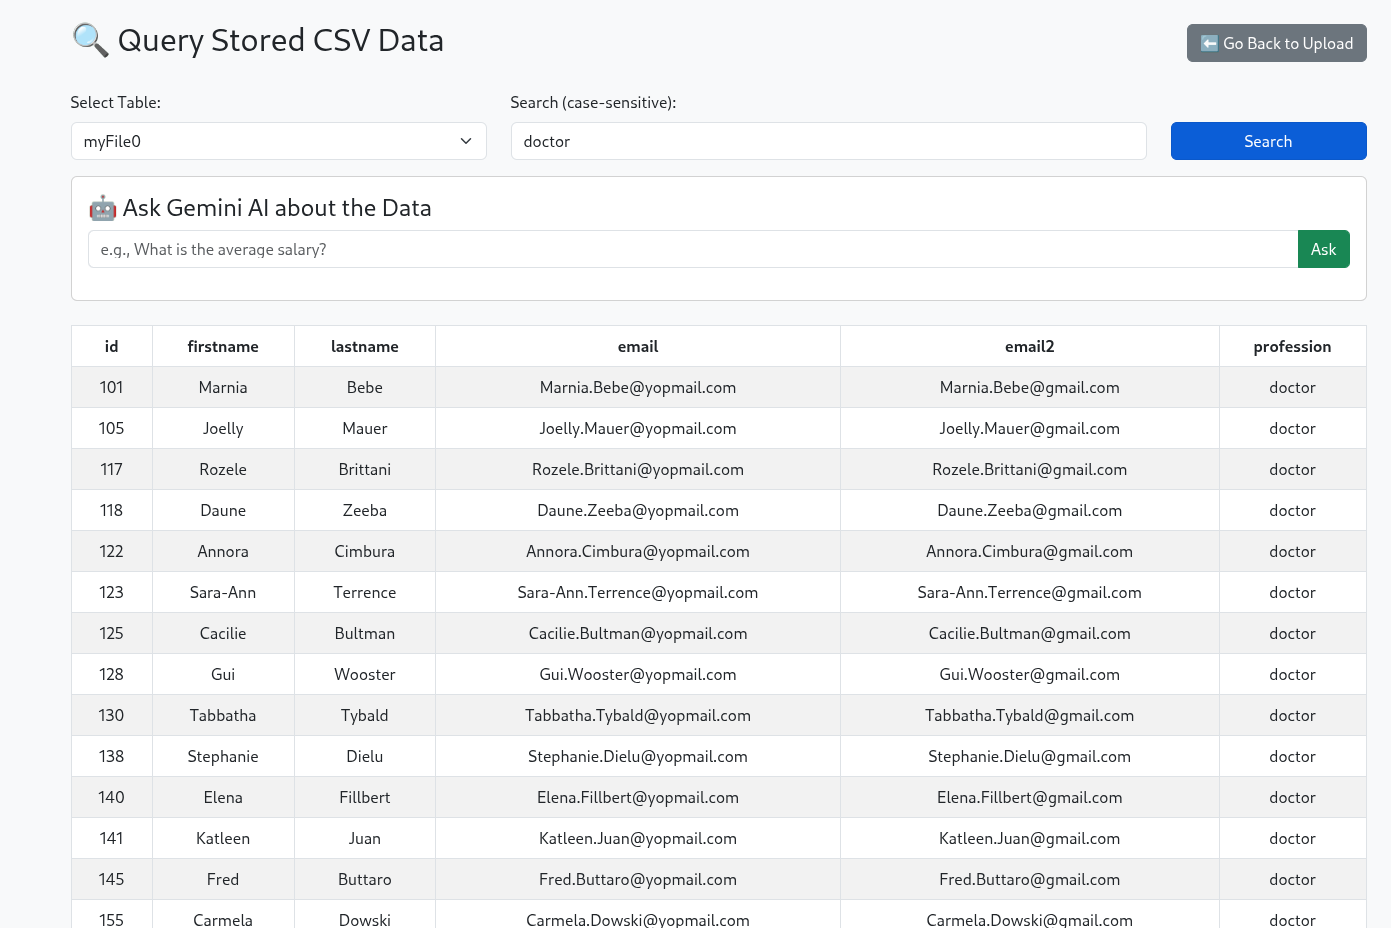 🔍 Query Stored CSV Data
⬅️ Go Back to Upload
Select Table: Search (case-sensitive):
myFile0 doctor Search
🤖 Ask Gemini AI about the Data
e.g., What is the average salary? Ask
id firstname lastname email email2 profession
101 Marnia Bebe Marnia.Bebe@yopmail.com Marnia.Bebe@gmail.com doctor
105 Joelly Mauer Joelly.Mauer@yopmail.com Joelly.Mauer@gmail.com doctor
117 Rozele Brittani Rozele.Brittani@yopmail.com Rozele.Brittani@gmail.com doctor
118 Daune Zeeba Daune.Zeeba@yopmail.com Daune.Zeeba@gmail.com doctor
122 Annora Cimbura Annora.Cimbura@yopmail.com Annora.Cimbura@gmail.com doctor
123 Sara-Ann Terrence Sara-Ann.Terrence@yopmail.com Sara-Ann.Terrence@gmail.com doctor
125 Cacilie Bultman Cacilie.Bultman@yopmail.com Cacilie.Bultman@gmail.com doctor
128 Gui Wooster Gui.Wooster@yopmail.com Gui.Wooster@gmail.com doctor
130 Tabbatha Tybald Tabbatha.Tybald@yopmail.com Tabbatha.Tybald@gmail.com doctor
138 Stephanie Dielu Stephanie.Dielu@yopmail.com Stephanie.Dielu@gmail.com doctor
140 Elena Fillbert Elena.Fillbert@yopmail.com Elena.Fillbert@gmail.com doctor
141 Katleen Juan Katleen.Juan@yopmail.com Katleen.Juan@gmail.com doctor
145 Fred Buttaro Fred.Buttaro@yopmail.com Fred.Buttaro@gmail.com doctor
155 Carmela Dowski Carmela.Dowski@yopmail.com Carmela.Dowski@gmail.com doctor